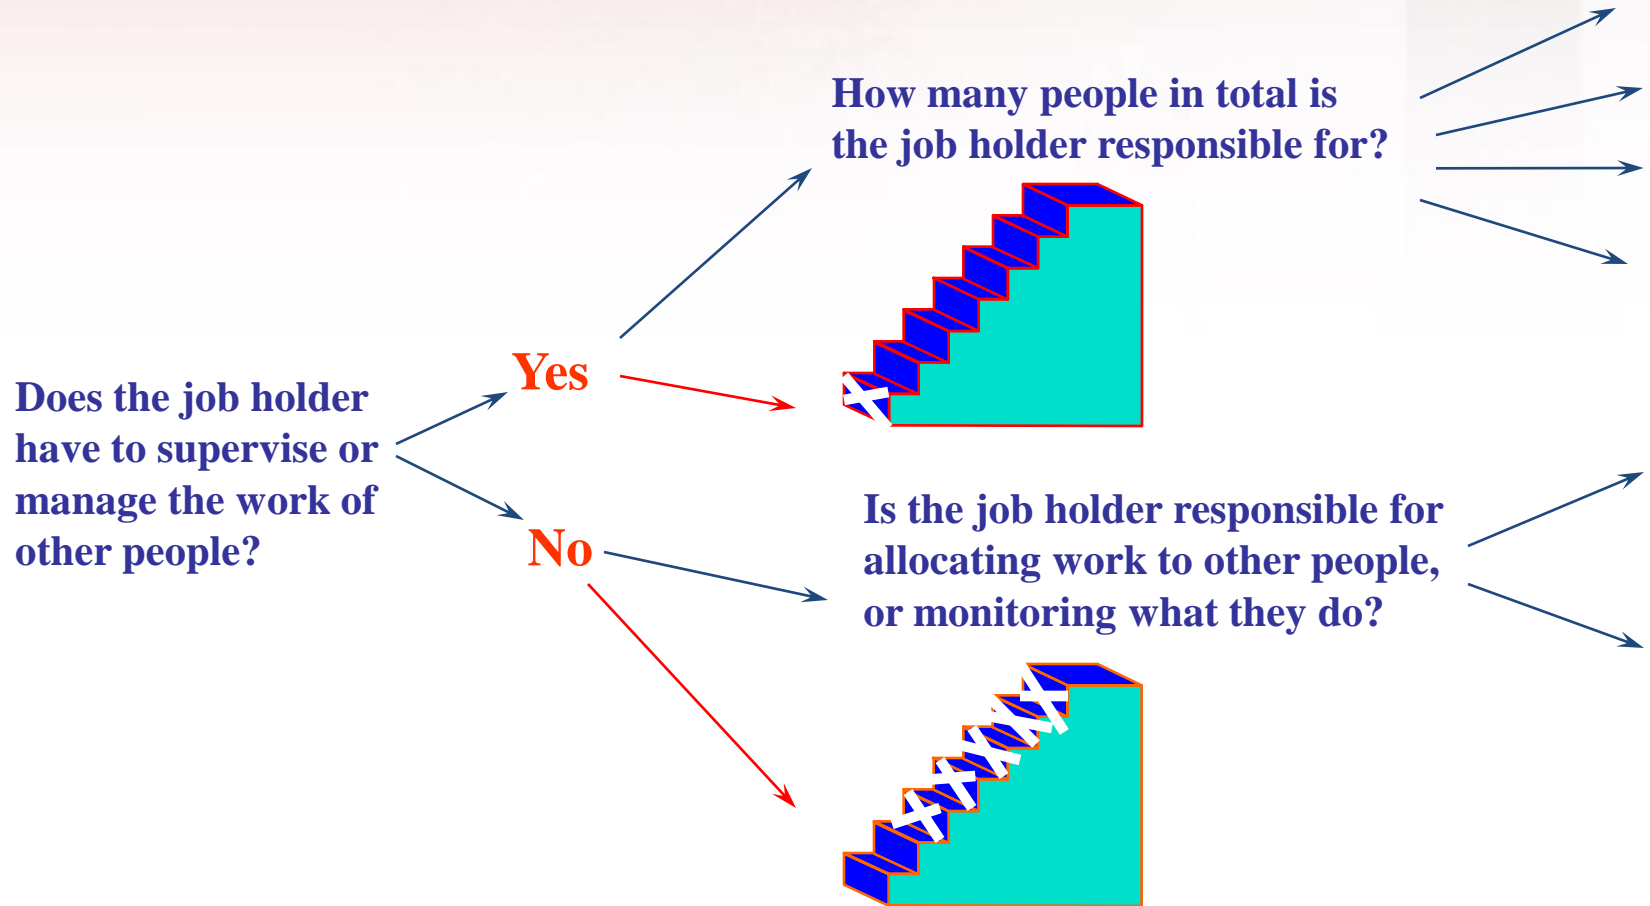 How many people in total is
the job holder responsible for?
Yes
Does the job holder
have to supervise or
manage the work of
other people?
No
Is the job holder responsible for
allocating work to other people,
or monitoring what they do?